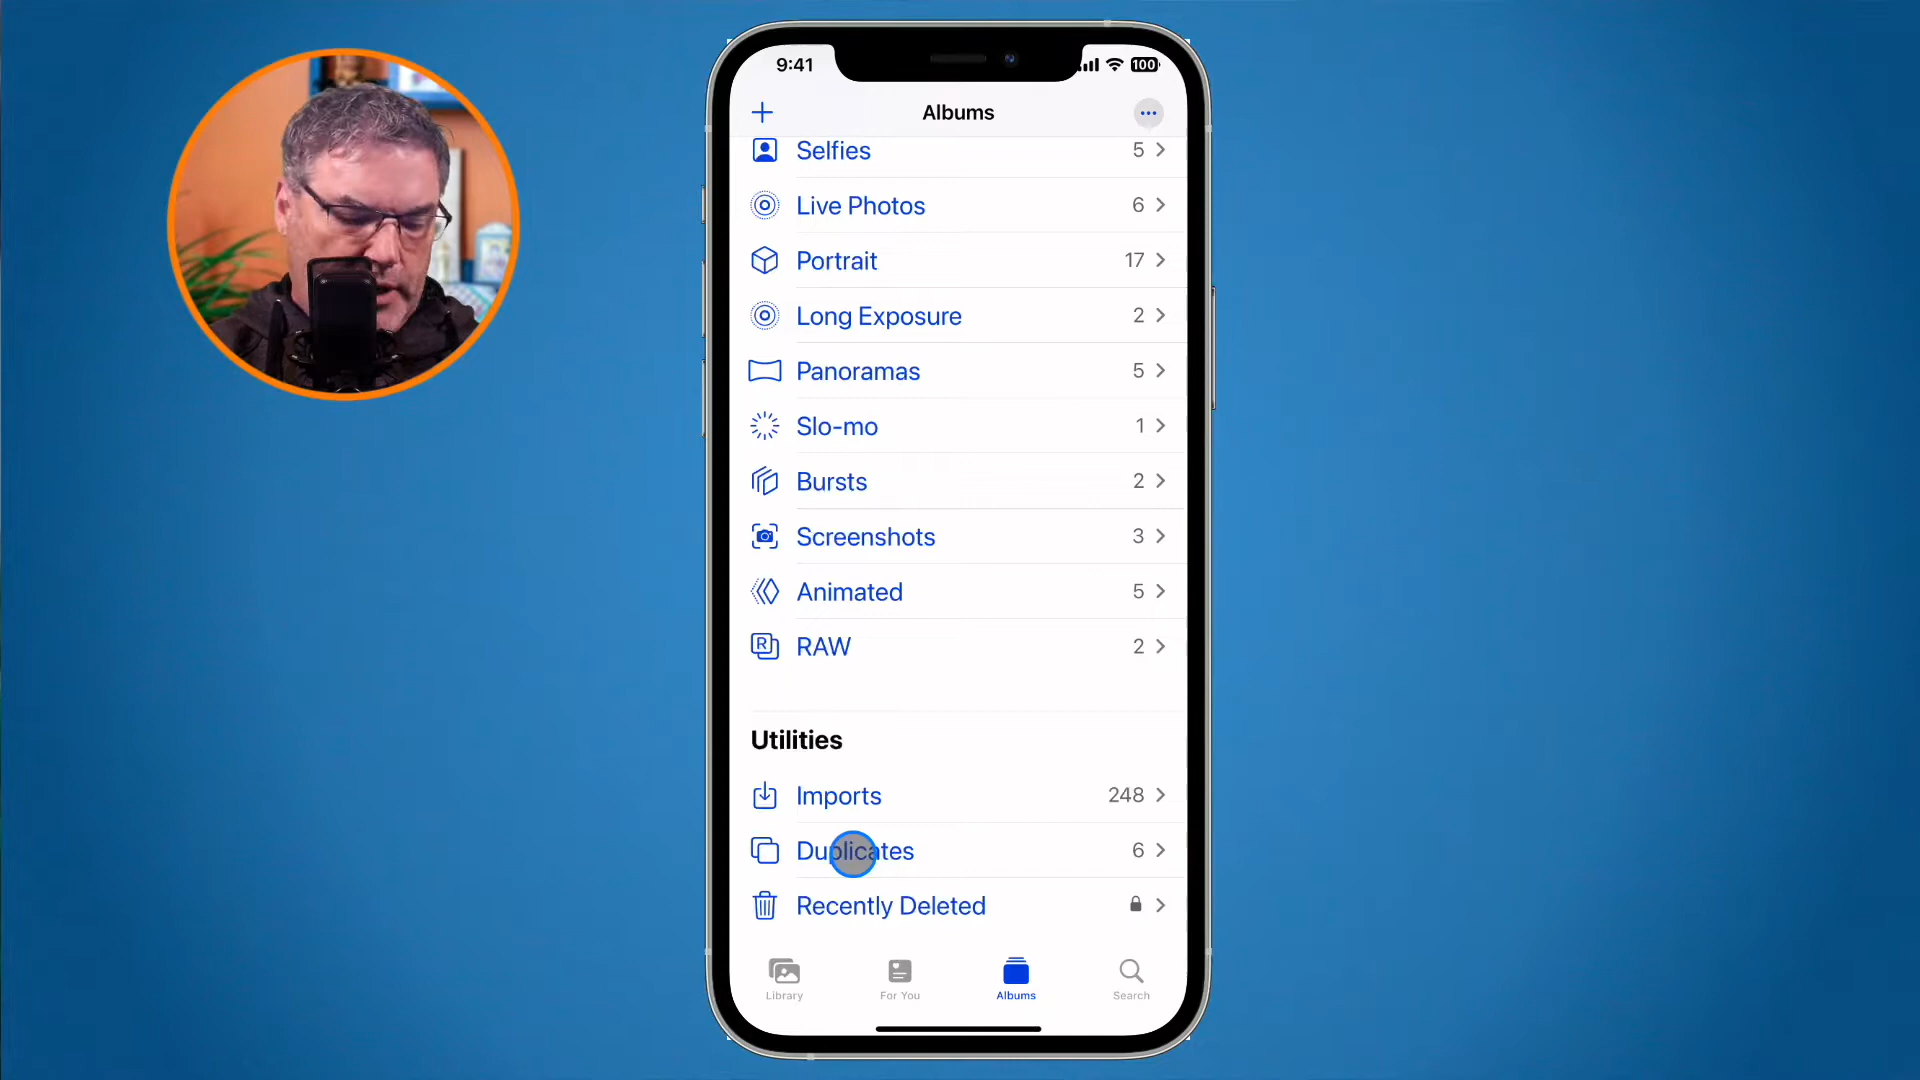 9:41
100
Albums
Selfies 5
Live Photos 6
Portrait 17
Long Exposure 2
Panoramas 5
Slo-mo 1
Bursts 2
Screenshots 3
Animated 5
R RAW 2
Utilities
Imports 248
Duplicates 6
Recently Deleted
Library For You Albums Search